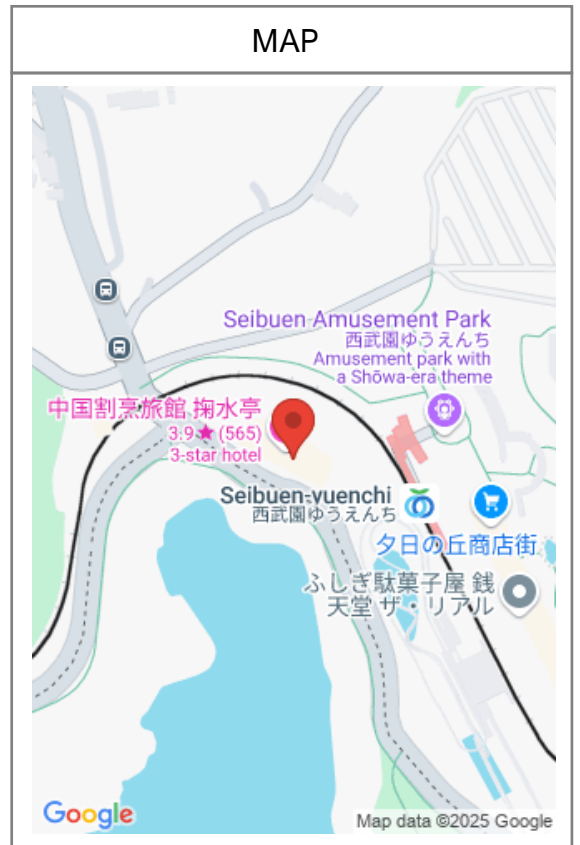 MAP
Seibuen Amusement Park
西武園ゆうえんち
Amusement park with
a Shōwa-era theme
中国割烹旅館 掬水亭
3.9★ (565)
3-star hotel
Seibuen-yuenchi
西武園ゆうえんち
夕日の丘商店街
ふしぎ駄菓子屋 銭
天堂 ザ・リアル
Google
Map data ©2025 Google